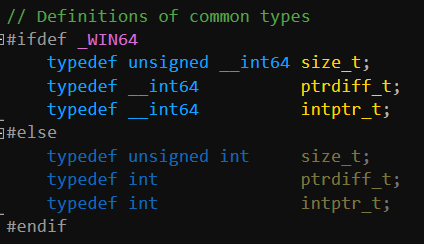 // Definitions of common types
#ifdef _WIN64
    typedef unsigned __int64 size_t;
    typedef __int64          ptrdiff_t;
    typedef __int64          intptr_t;
#else
    typedef unsigned int     size_t;
    typedef int              ptrdiff_t;
    typedef int              intptr_t;
#endif